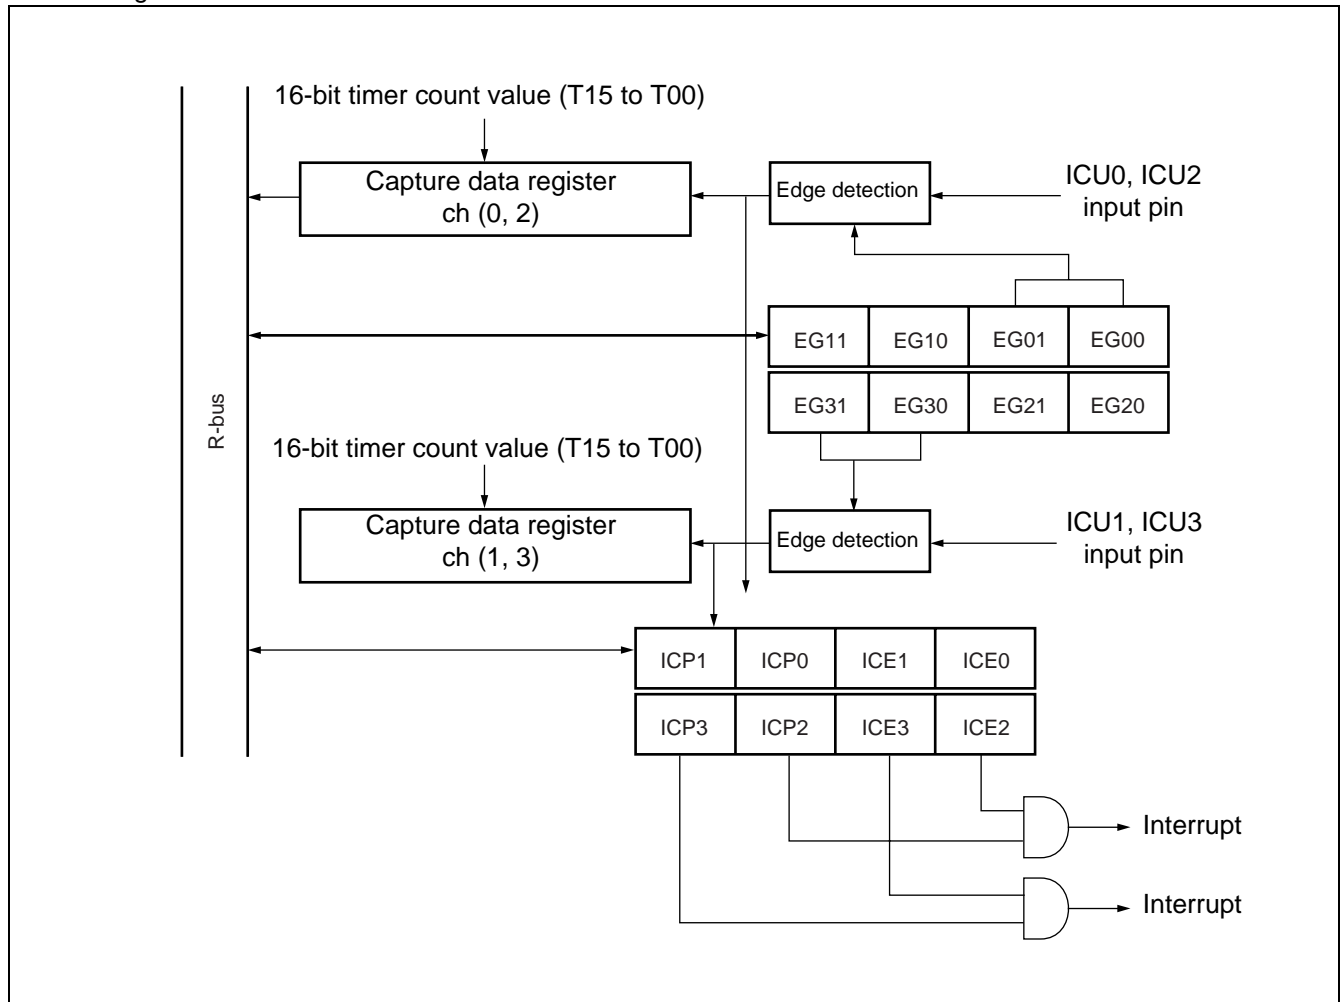 16-bit timer count value (T15 to T00)
Capture data register
ch (0, 2)
Edge detection
ICU0, ICU2
input pin
EG11 EG10 EG01 EG00
EG31 EG30 EG21 EG20
R-bus
16-bit timer count value (T15 to T00)
Capture data register
ch (1, 3)
Edge detection
ICU1, ICU3
input pin
ICP1 ICP0 ICE1 ICE0
ICP3 ICP2 ICE3 ICE2
Interrupt
Interrupt